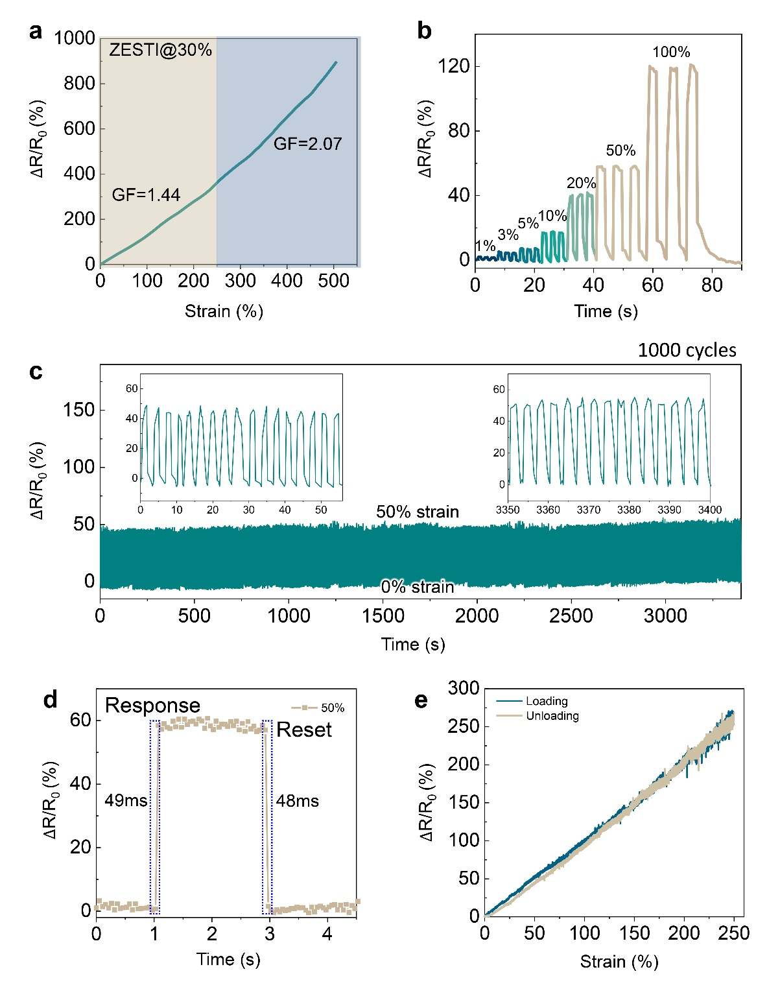 a
1000
800
600
400
200
0
ΔR/R0 (%)
ZESTI@30%
GF=1.44
GF=2.07
0 100 200 300 400 500
Strain (%)
b
120
80
40
0
ΔR/R0 (%)
1%
3%
5%
10%
20%
50%
100%
0 20 40 60 80
Time (s)
1000 cycles
c
150
100
50
0
ΔR/R0 (%)
60
40
20
0
0 10 20 30 40 50
60
40
20
0
3350 3360 3370 3380 3390 3400
50% strain
0% strain
0 500 1000 1500 2000 2500 3000
Time (s)
d
60
40
20
0
ΔR/R0 (%)
Response
50%
Reset
49ms
48ms
0 1 2 3 4
Time (s)
e
300
250
200
150
100
50
0
ΔR/R0 (%)
Loading
Unloading
0 50 100 150 200 250
Strain (%)